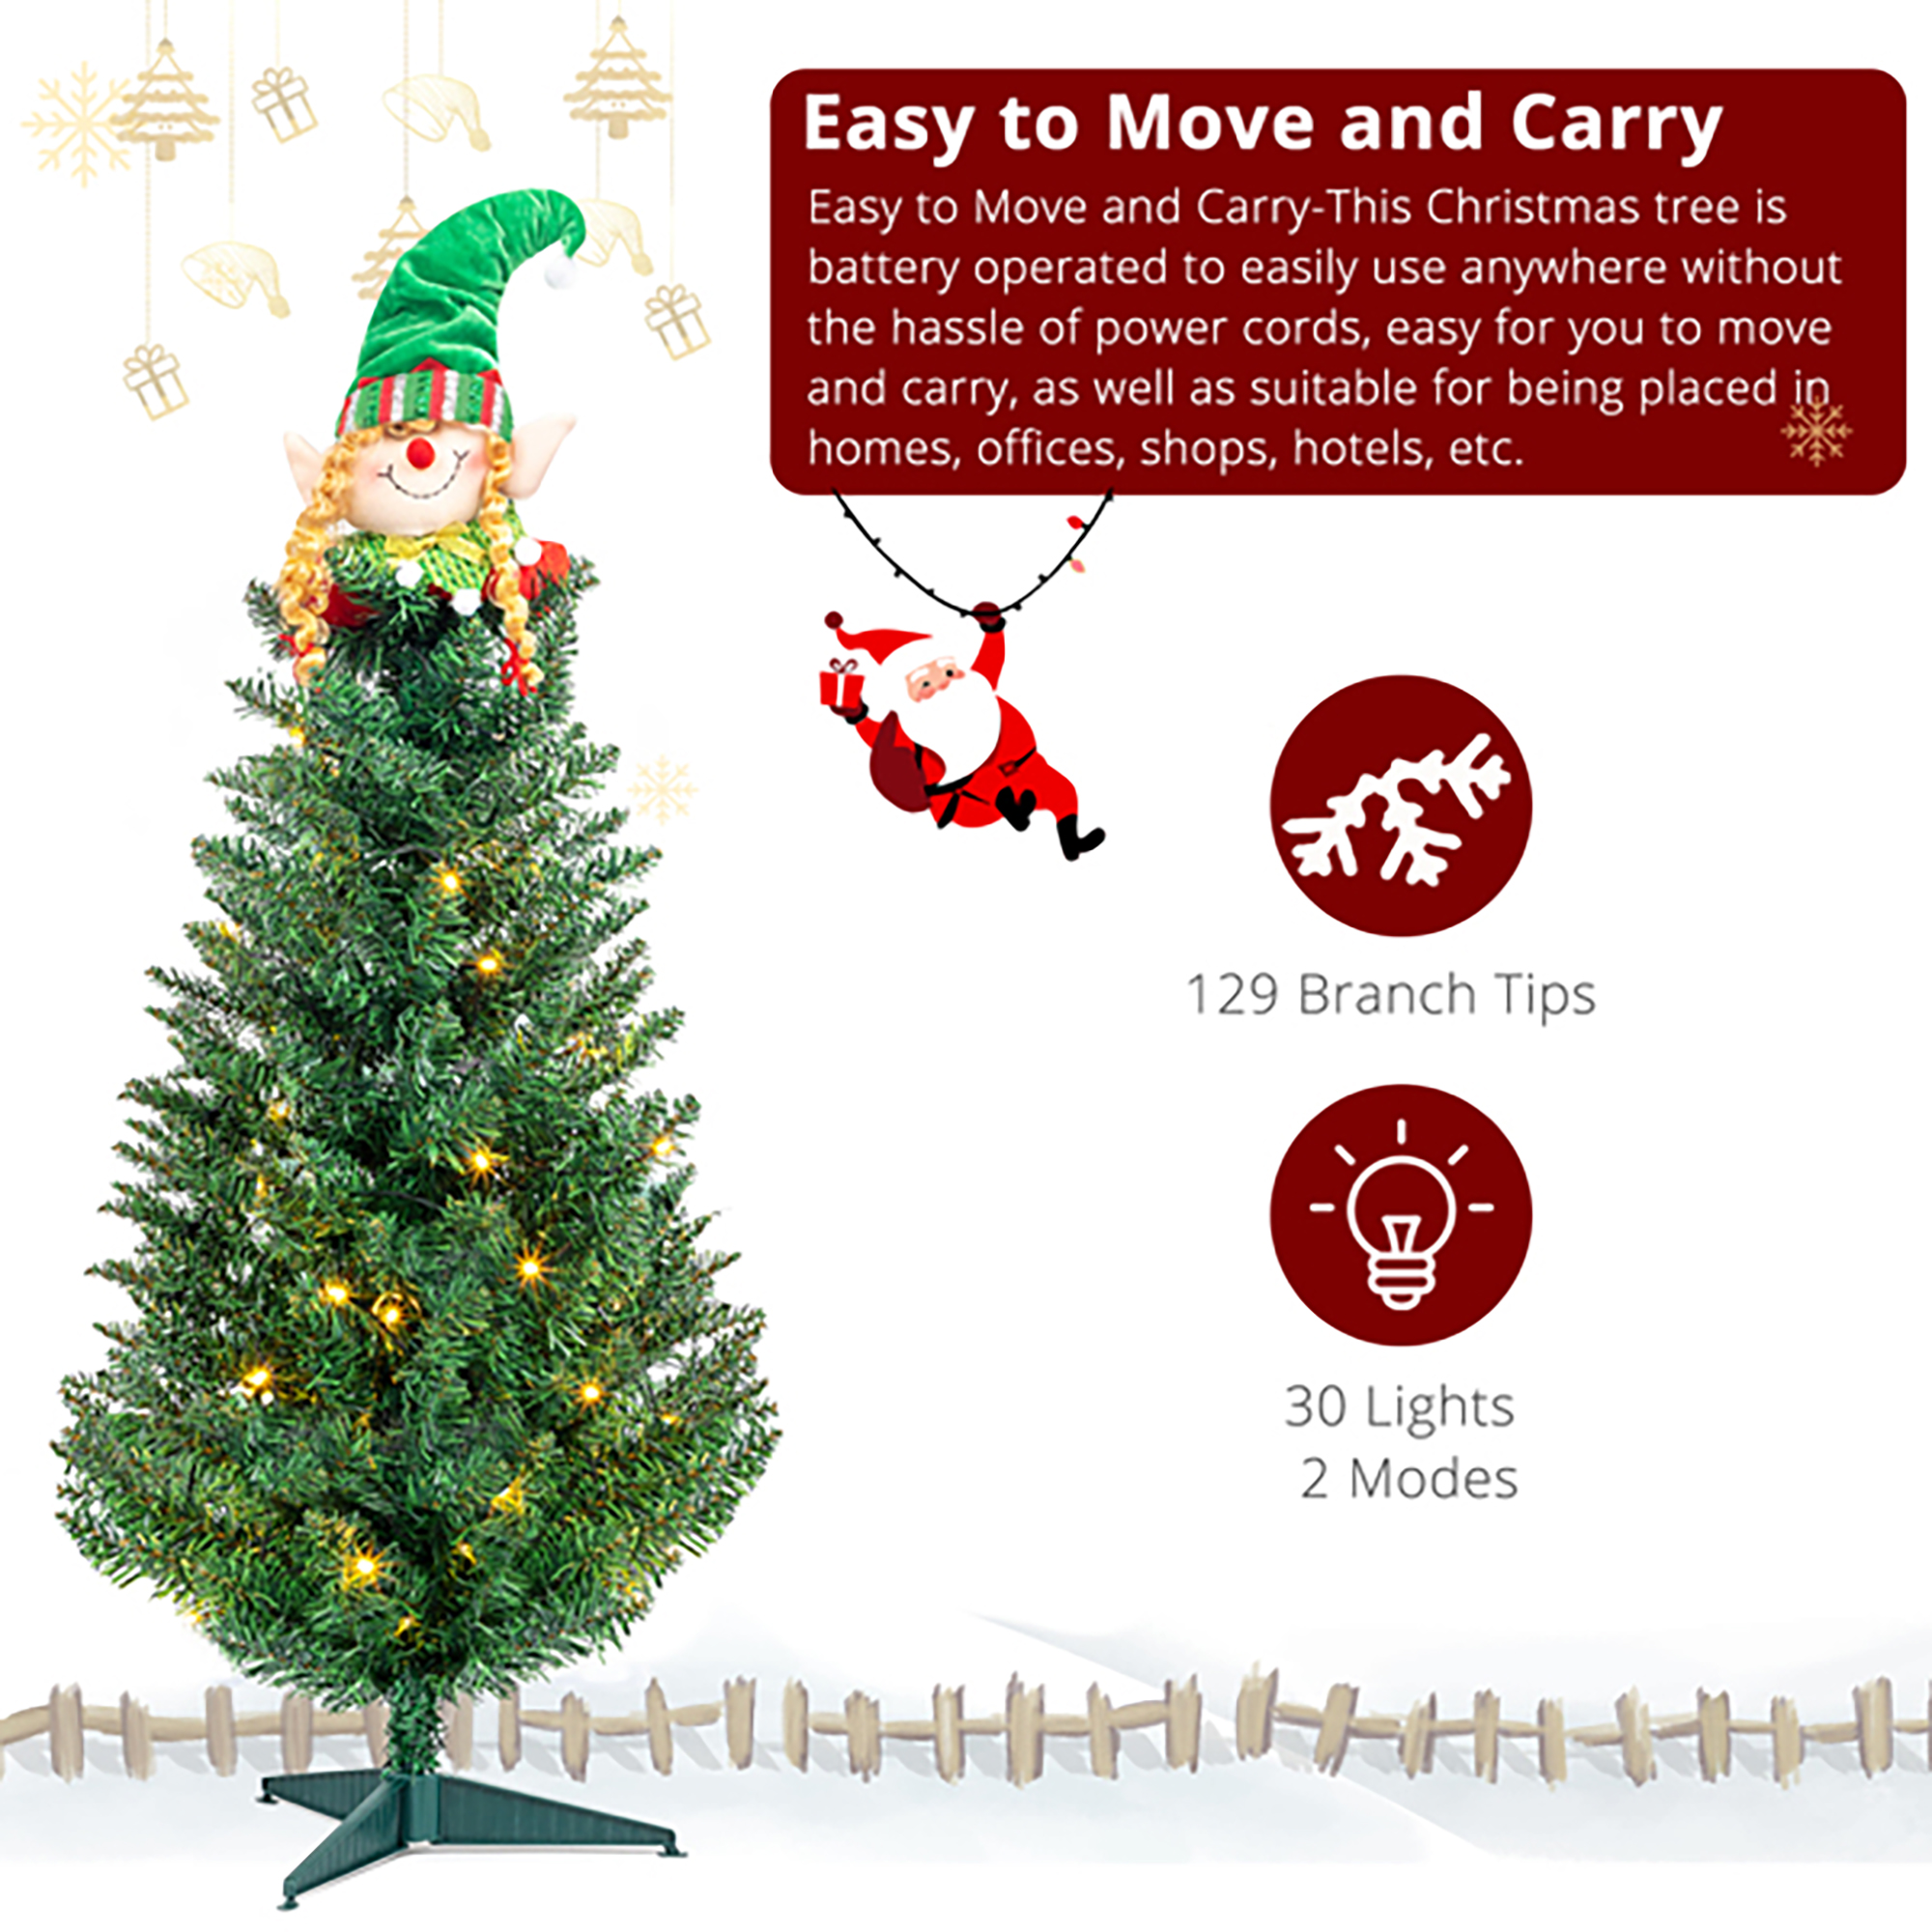 Easy to Move and Carry
Easy to Move and Carry-This Christmas tree is
battery operated to easily use anywhere without
the hassle of power cords, easy for you to move
and carry, as well as suitable for being placed in
homes, offices, shops, hotels, etc.
129 Branch Tips
30 Lights
2 Modes